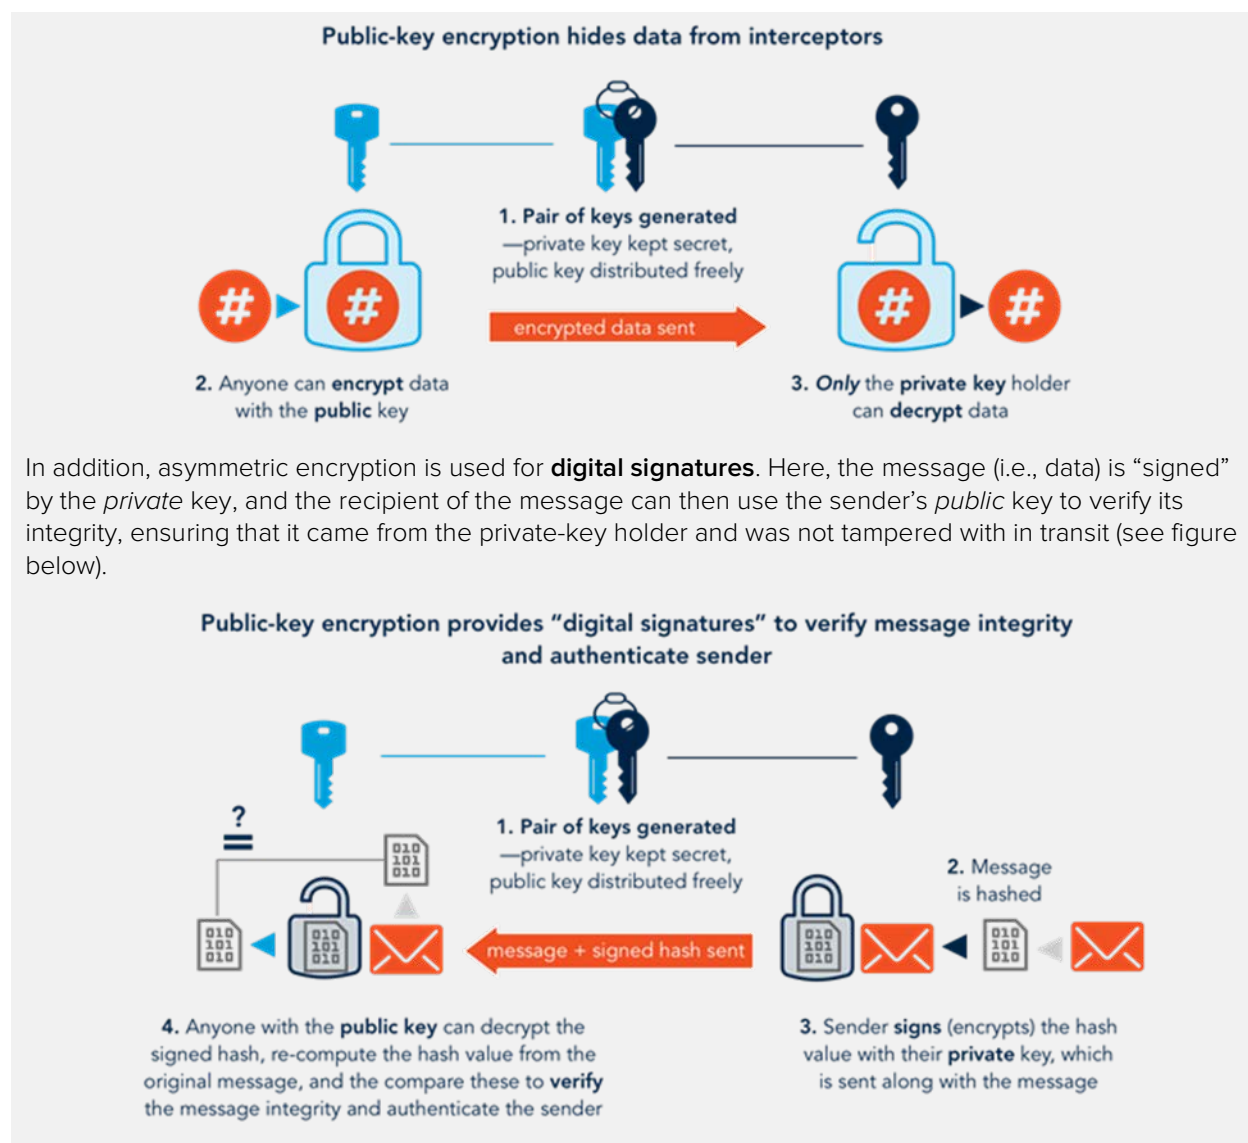 Public-key encryption hides data from interceptors
1. Pair of keys generated
—private key kept secret,
public key distributed freely
#
#
encrypted data sent
#
#
2. Anyone can encrypt data
with the public key
3. Only the private key holder
can decrypt data
In addition, asymmetric encryption is used for digital signatures. Here, the message (i.e., data) is “signed”
by the private key, and the recipient of the message can then use the sender’s public key to verify its
integrity, ensuring that it came from the private-key holder and was not tampered with in transit (see figure
below).
Public-key encryption provides “digital signatures” to verify message integrity
and authenticate sender
?
=
1. Pair of keys generated
—private key kept secret,
public key distributed freely
010
101
010
2. Message
is hashed
010
101
010
010
101
010
message + signed hash sent
010
101
010
010
101
010
4. Anyone with the public key can decrypt the
signed hash, re-compute the hash value from the
original message, and the compare these to verify
the message integrity and authenticate the sender
3. Sender signs (encrypts) the hash
value with their private key, which
is sent along with the message